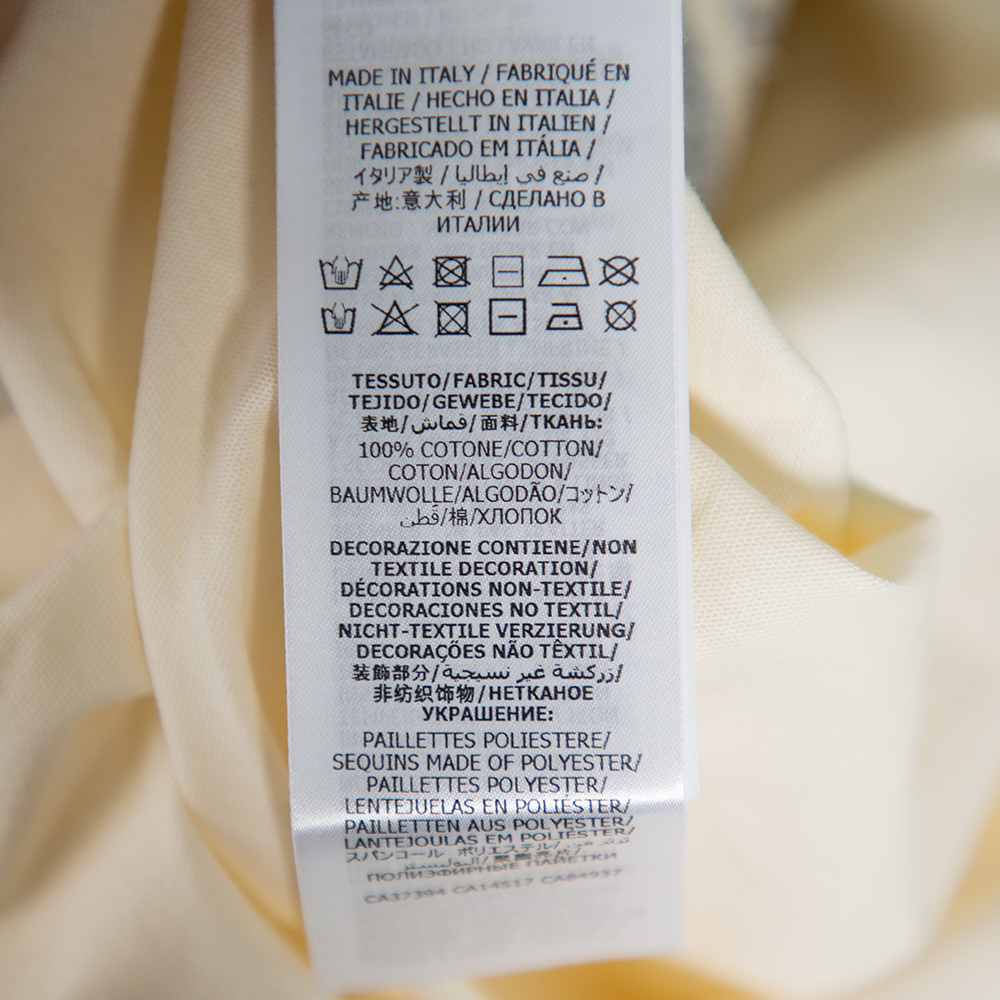 MADE IN ITALY / FABRIQUÉ EN
ITALIE / HECHO EN ITALIA /
HERGESTELLT IN ITALIEN /
FABRICADO EM ITÁLIA /
イタリア製 / صنع في إيطاليا /
产地:意大利 / СДЕЛАНО В
ИТАЛИИ
TESSUTO/FABRIC/TISSU/
TEJIDO/GEWEBE/TECIDO/
表地/قماش/面料/ТКАНЬ:
100% COTONE/COTTON/
COTON/ALGODON/
BAUMWOLLE/ALGODÃO/コットン/
قطن/棉/ХЛОПОК
DECORAZIONE CONTIENE/NON
TEXTILE DECORATION/
DÉCORATIONS NON-TEXTILE/
DECORACIONES NO TEXTIL/
NICHT-TEXTILE VERZIERUNG/
DECORAÇÕES NÃO TÊXTIL/
装飾部分/زركشة غير نسيجية/
非纺织饰物/НЕТКАНОЕ
УКРАШЕНИЕ:
PAILLETTES POLIESTERE/
SEQUINS MADE OF POLYESTER/
PAILLETTES POLYESTER/
LENTEJUELAS EN POLIÉSTER/
PAILLETTEN AUS POLYESTER/
LANTEJOULAS EM POLIÉSTER/
スパンコール ポリエステル/ترتر من
البوليستر/
ПОЛИЭФИРНЫЕ ПАЙЕТКИ
CA37394 CA14517 CA84937